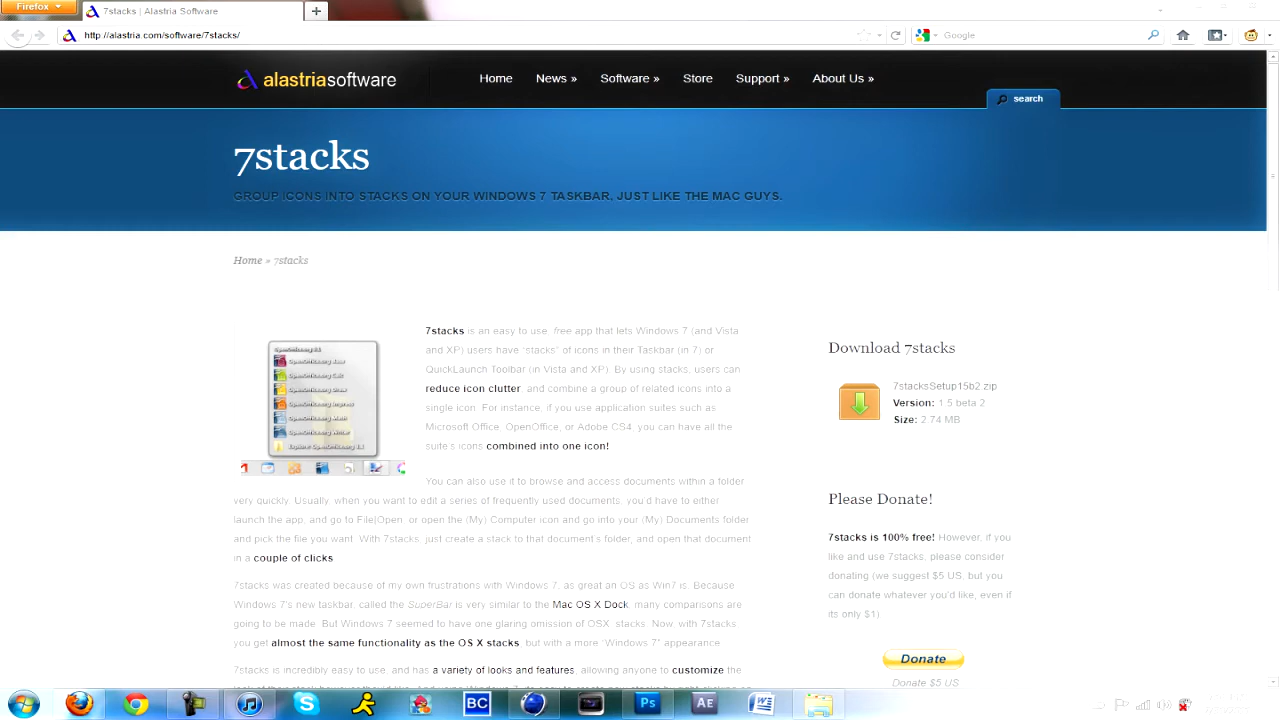 Firefox
7stacks | Alastria Software
http://alastria.com/software/7stacks/
Google
alastriasoftware
Home News » Software » Store Support » About Us »
search
7stacks
GROUP ICONS INTO STACKS ON YOUR WINDOWS 7 TASKBAR, JUST LIKE THE MAC GUYS.
Home » 7stacks
7stacks is an easy to use, free app that lets Windows 7 (and Vista
and XP) users have "stacks" of icons in their Taskbar (in 7) or
QuickLaunch Toolbar (in Vista and XP). By using stacks, users can
reduce icon clutter and combine a group of related icons into a
single icon. For instance, if you use application suites such as
Microsoft Office, OpenOffice, or Adobe CS4, you can have all the
suite's icons combined into one icon!
You can also use it to browse and access documents within a folder
very quickly. Usually, when you want to edit a series of frequently used documents, you'd have to either
launch the app, and go to File|Open, or open the (My) Computer icon and go into your (My) Documents folder
and pick the file you want. With 7stacks, just create a stack to that document's folder, and open that document
in a couple of clicks
7stacks was created because of my own frustrations with Windows 7, as great an OS as Win7 is. Because
Windows 7's new taskbar, called the SuperBar is very similar to the Mac OS X Dock, many comparisons are
going to be made. But Windows 7 seemed to have one glaring omission of OSX: stacks. Now, with 7stacks
you get almost the same functionality as the OS X stacks, but with a more "Windows 7" appearance.
7stacks is incredibly easy to use, and has a variety of looks and features, allowing anyone to customize the
Download 7stacks
7stacksSetup15b2.zip
Version: 1.5 beta 2
Size: 2.74 MB
Please Donate!
7stacks is 100% free! However, if you
like and use 7stacks, please consider
donating (we suggest $5 US, but you
can donate whatever you'd like, even if
its only $1)
Donate
Donate $5 US
BC
Ps
AE